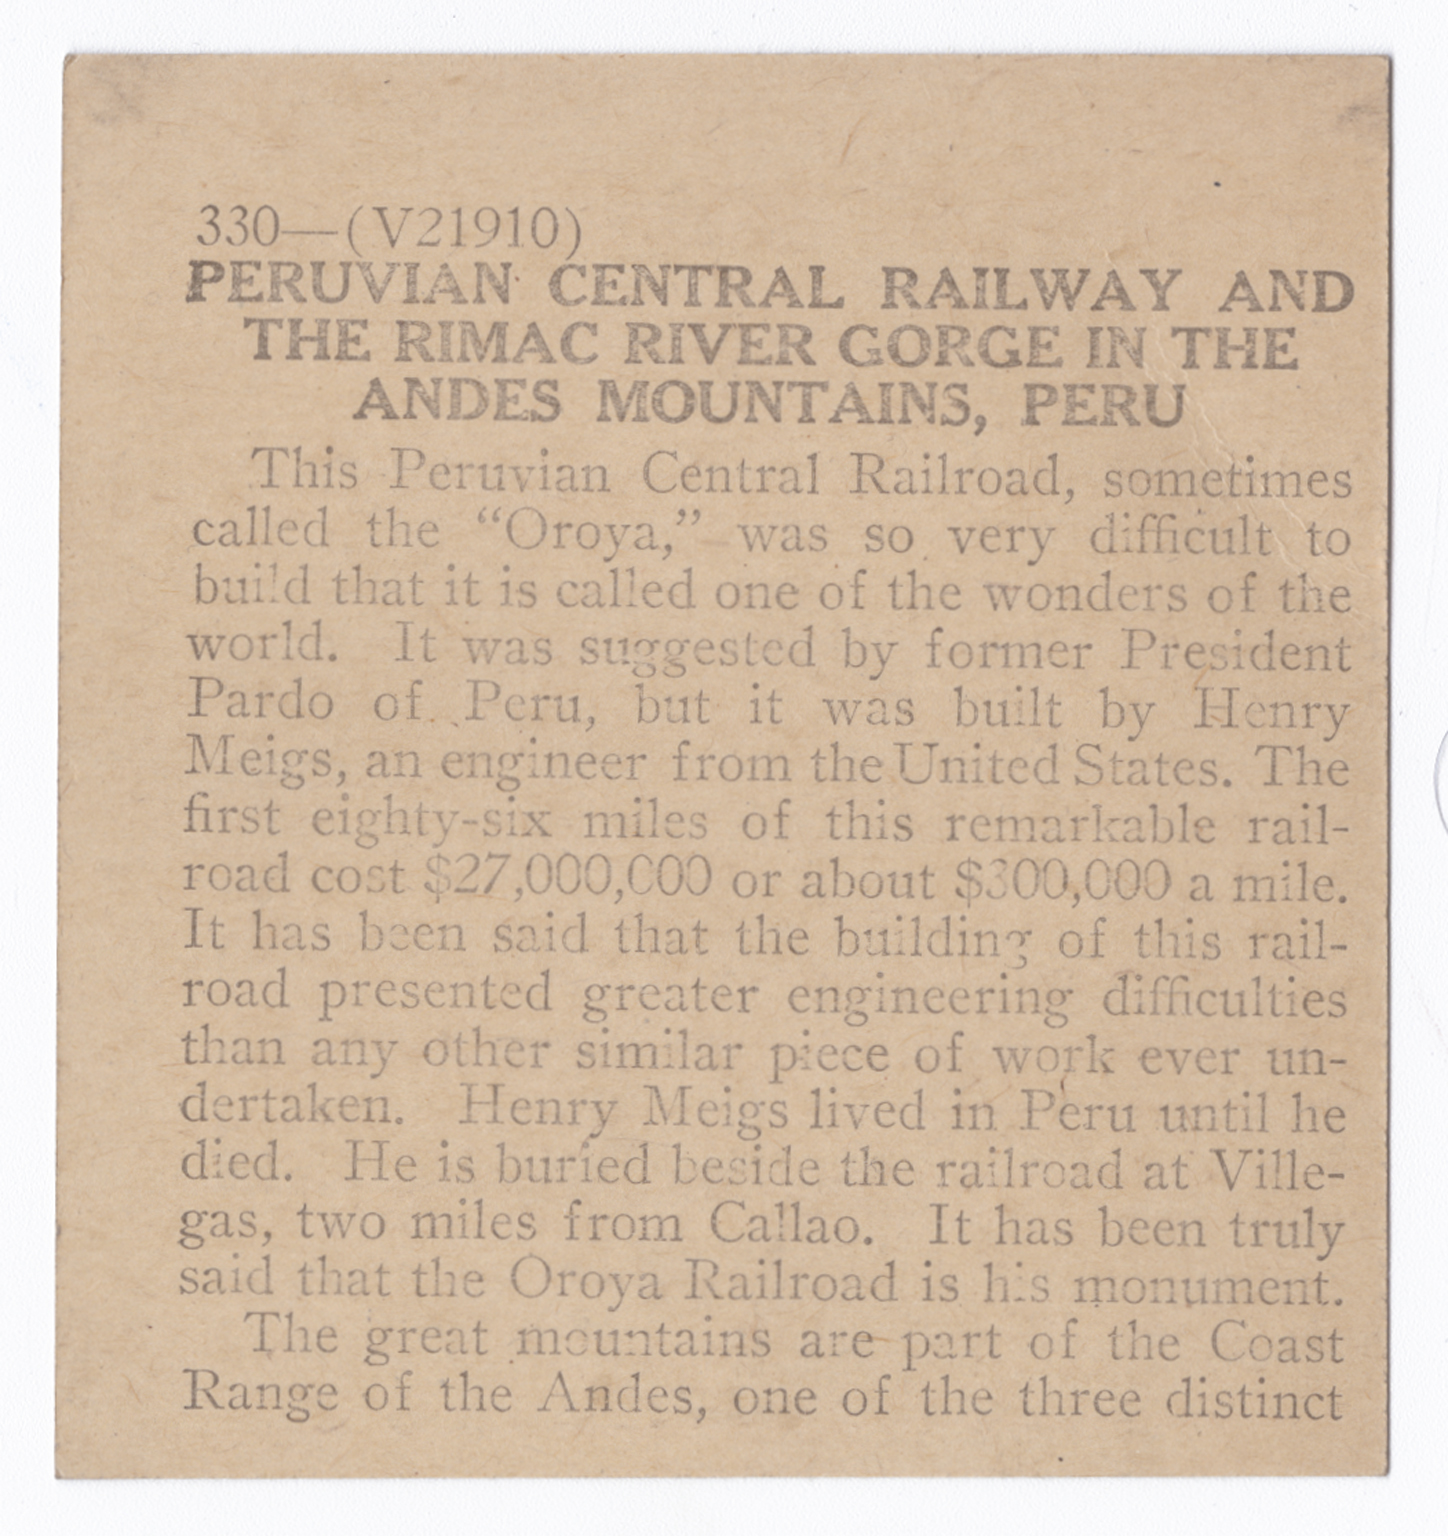 330—(V21910)
PERUVIAN CENTRAL RAILWAY AND
THE RIMAC RIVER GORGE IN THE
ANDES MOUNTAINS, PERU
This Peruvian Central Railroad, sometimes
called the “Oroya,” was so very difficult to
build that it is called one of the wonders of the
world. It was suggested by former President
Pardo of Peru, but it was built by Henry
Meigs, an engineer from the United States. The
first eighty-six miles of this remarkable rail-
road cost $27,000,000 or about $300,000 a mile.
It has been said that the building of this rail-
road presented greater engineering difficulties
than any other similar piece of work ever un-
dertaken. Henry Meigs lived in Peru until he
died. He is buried beside the railroad at Ville-
gas, two miles from Callao. It has been truly
said that the Oroya Railroad is his monument.
The great mountains are part of the Coast
Range of the Andes, one of the three distinct